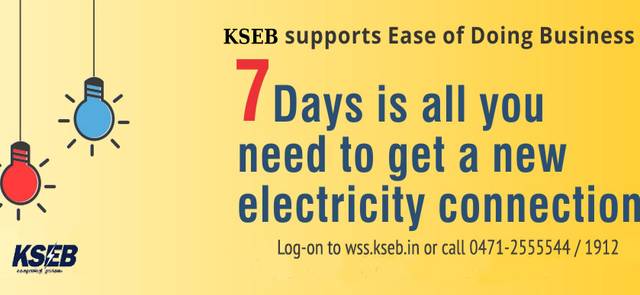 KSEB supports Ease of Doing Business
7 Days is all you
need to get a new
electricity connection
Log-on to wss.kseb.in or call 0471-2555544 / 1912
KSEB